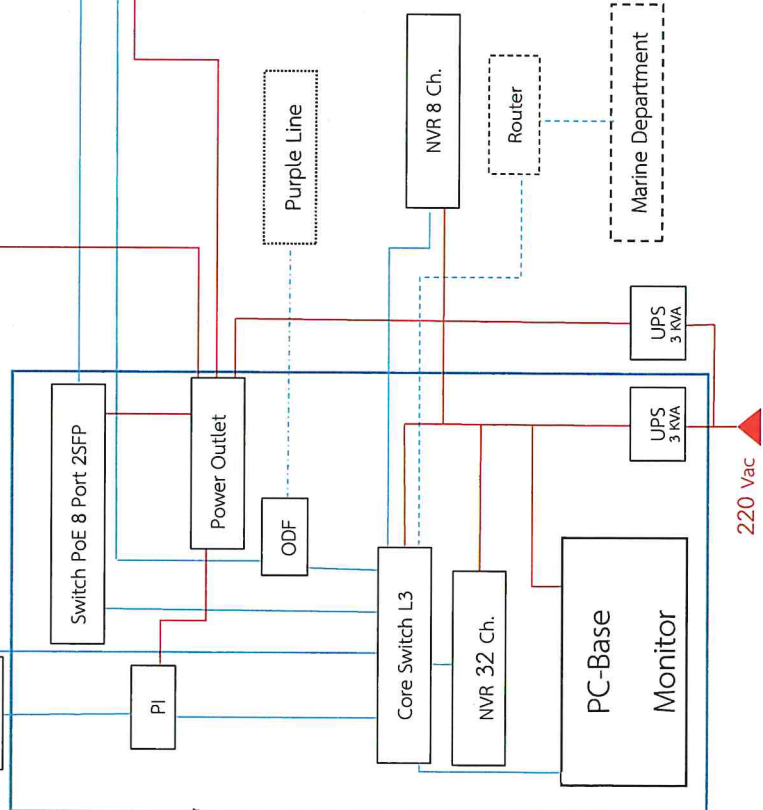 Switch PoE 8 Port 2SFP
PI
Power Outlet
ODF
Purple Line
Core Switch L3
NVR 32 Ch.
NVR 8 Ch.
Router
Marine Department
PC-Base
Monitor
UPS
3 KVA
UPS
3 KVA
220 Vac